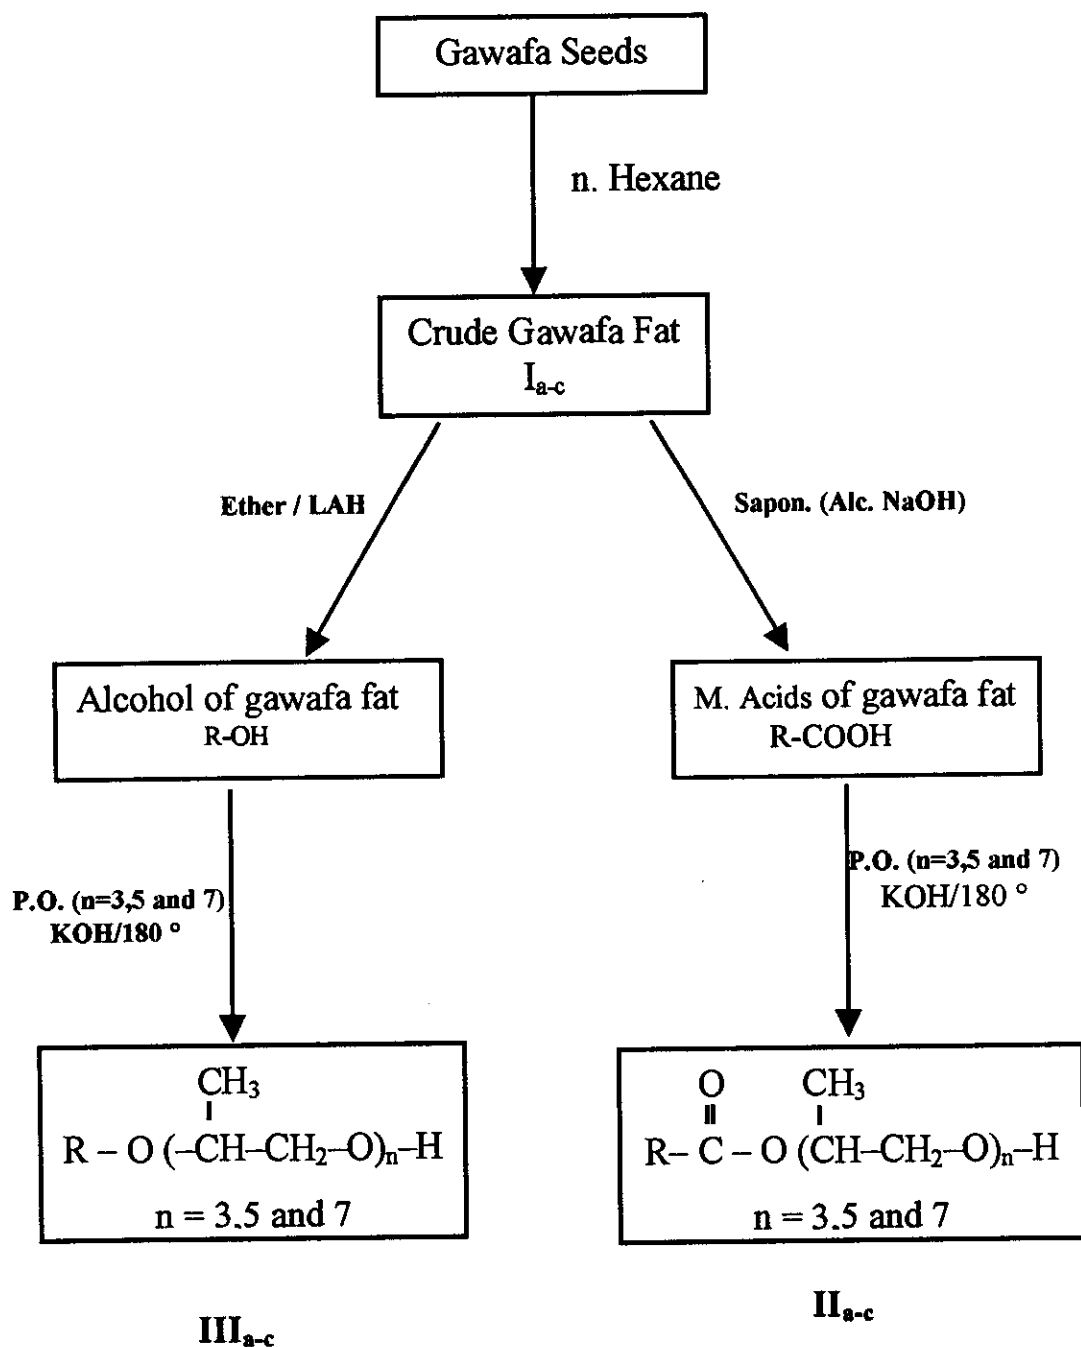 Gawafa Seeds
n. Hexane
Crude Gawafa Fat
Ia-c
Ether / LAH
Sapon. (Alc. NaOH)
Alcohol of gawafa fat
R-OH
M. Acids of gawafa fat
R-COOH
P.O. (n=3,5 and 7)
KOH/180 °
P.O. (n=3,5 and 7)
KOH/180 °
CH3
R – O (–CH–CH2–O)n–H
n = 3.5 and 7
O CH3
R– C – O (CH–CH2–O)n–H
n = 3.5 and 7
IIIa-c
IIa-c